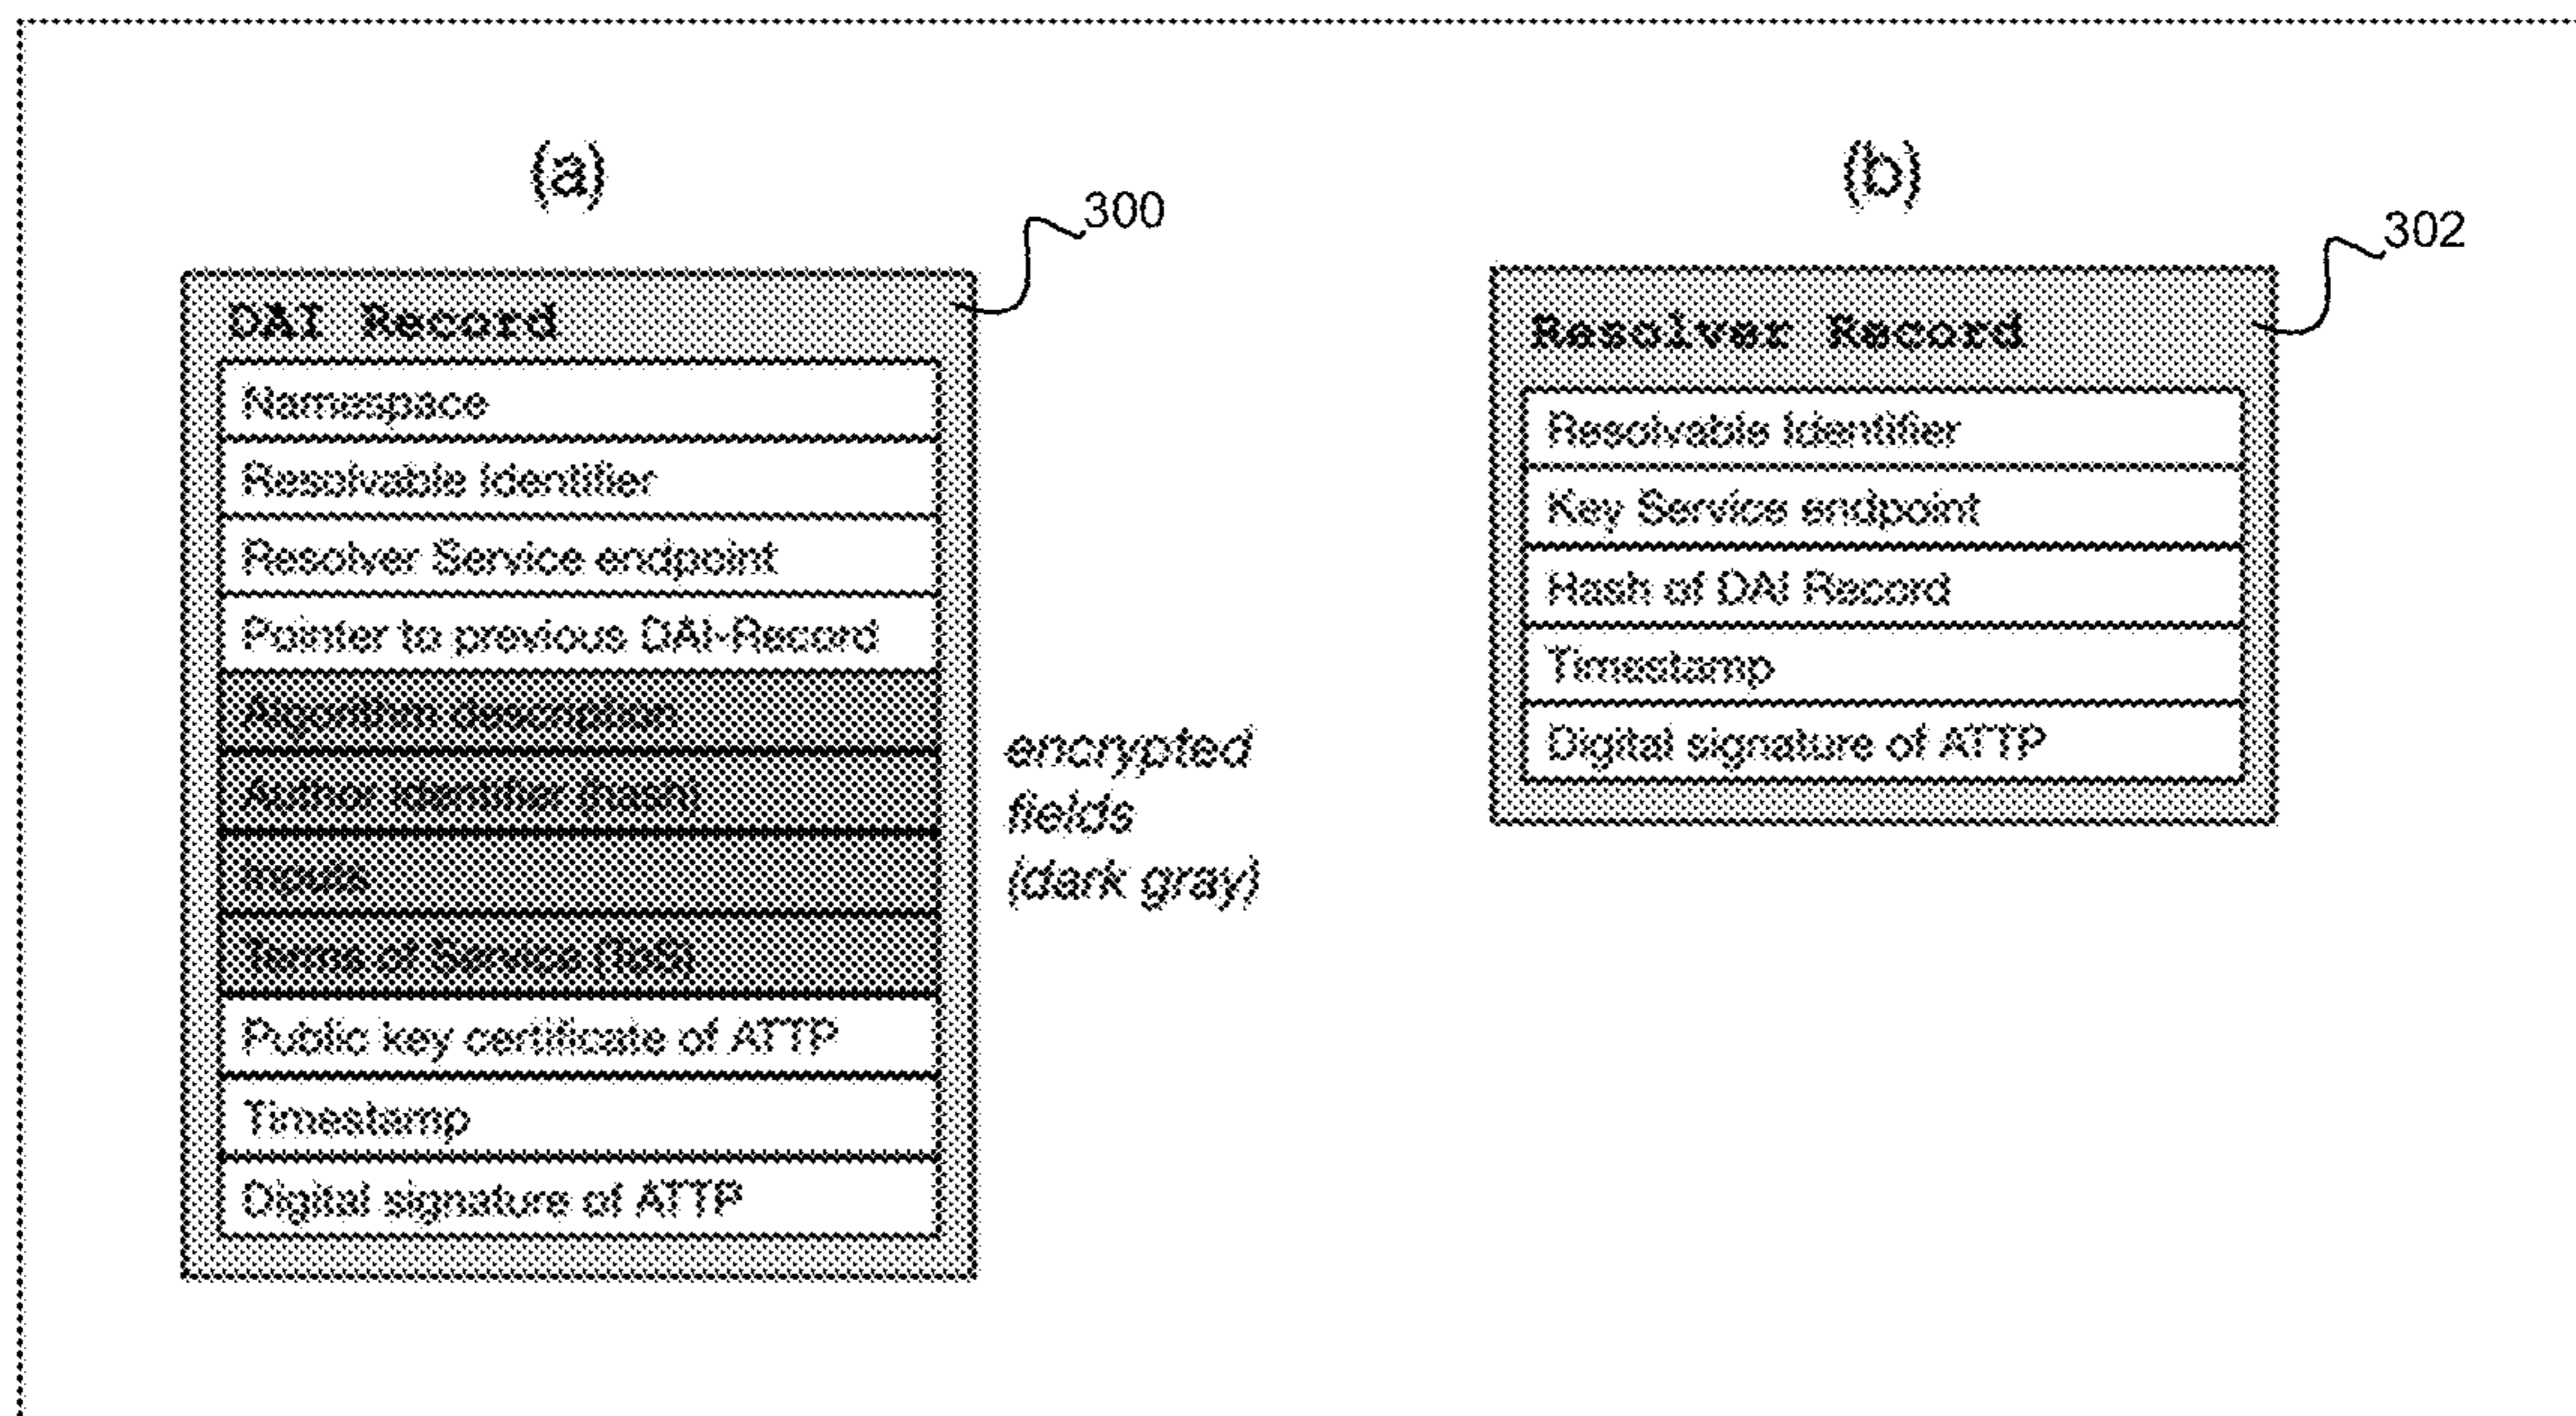 (a)
300
DAI Record
Namespace
Resolvable Identifier
Resolver Service endpoint
Pointer to previous DAI-Record
Algorithm description
Author Identifier (hash)
Inputs
Terms of Service (ToS)
Public key certificate of ATTP
Timestamp
Digital signature of ATTP
encrypted
fields
(dark gray)
(b)
302
Resolver Record
Resolvable Identifier
Key Service endpoint
Hash of DAI Record
Timestamp
Digital signature of ATTP